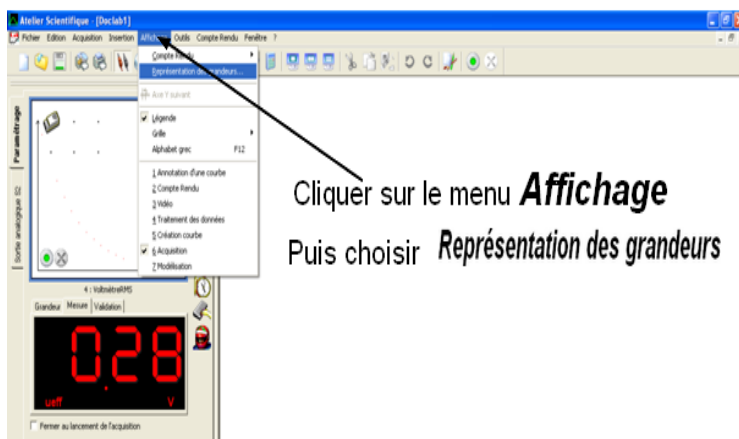 Atelier Scientifique - [Doclab1]
Fichier Edition Acquisition Insertion Affichage Outils Compte Rendu Fenêtre ?
Compte Rendu
Représentation des grandeurs...
Axe Y suivant
Légende
Grille
Alphabet grec F12
1 Annotation d'une courbe
2 Compte Rendu
3 Vidéo
4 Traitement des données
5 Création courbe
6 Acquisition
7 Modélisation
Paramétrage
Sortie analogique S2
Cliquer sur le menu Affichage
Puis choisir Représentation des grandeurs
4 : VoltmètreRMS
Grandeur Mesure Validation
0.28
ueff V
Fermer au lancement de l'acquisition